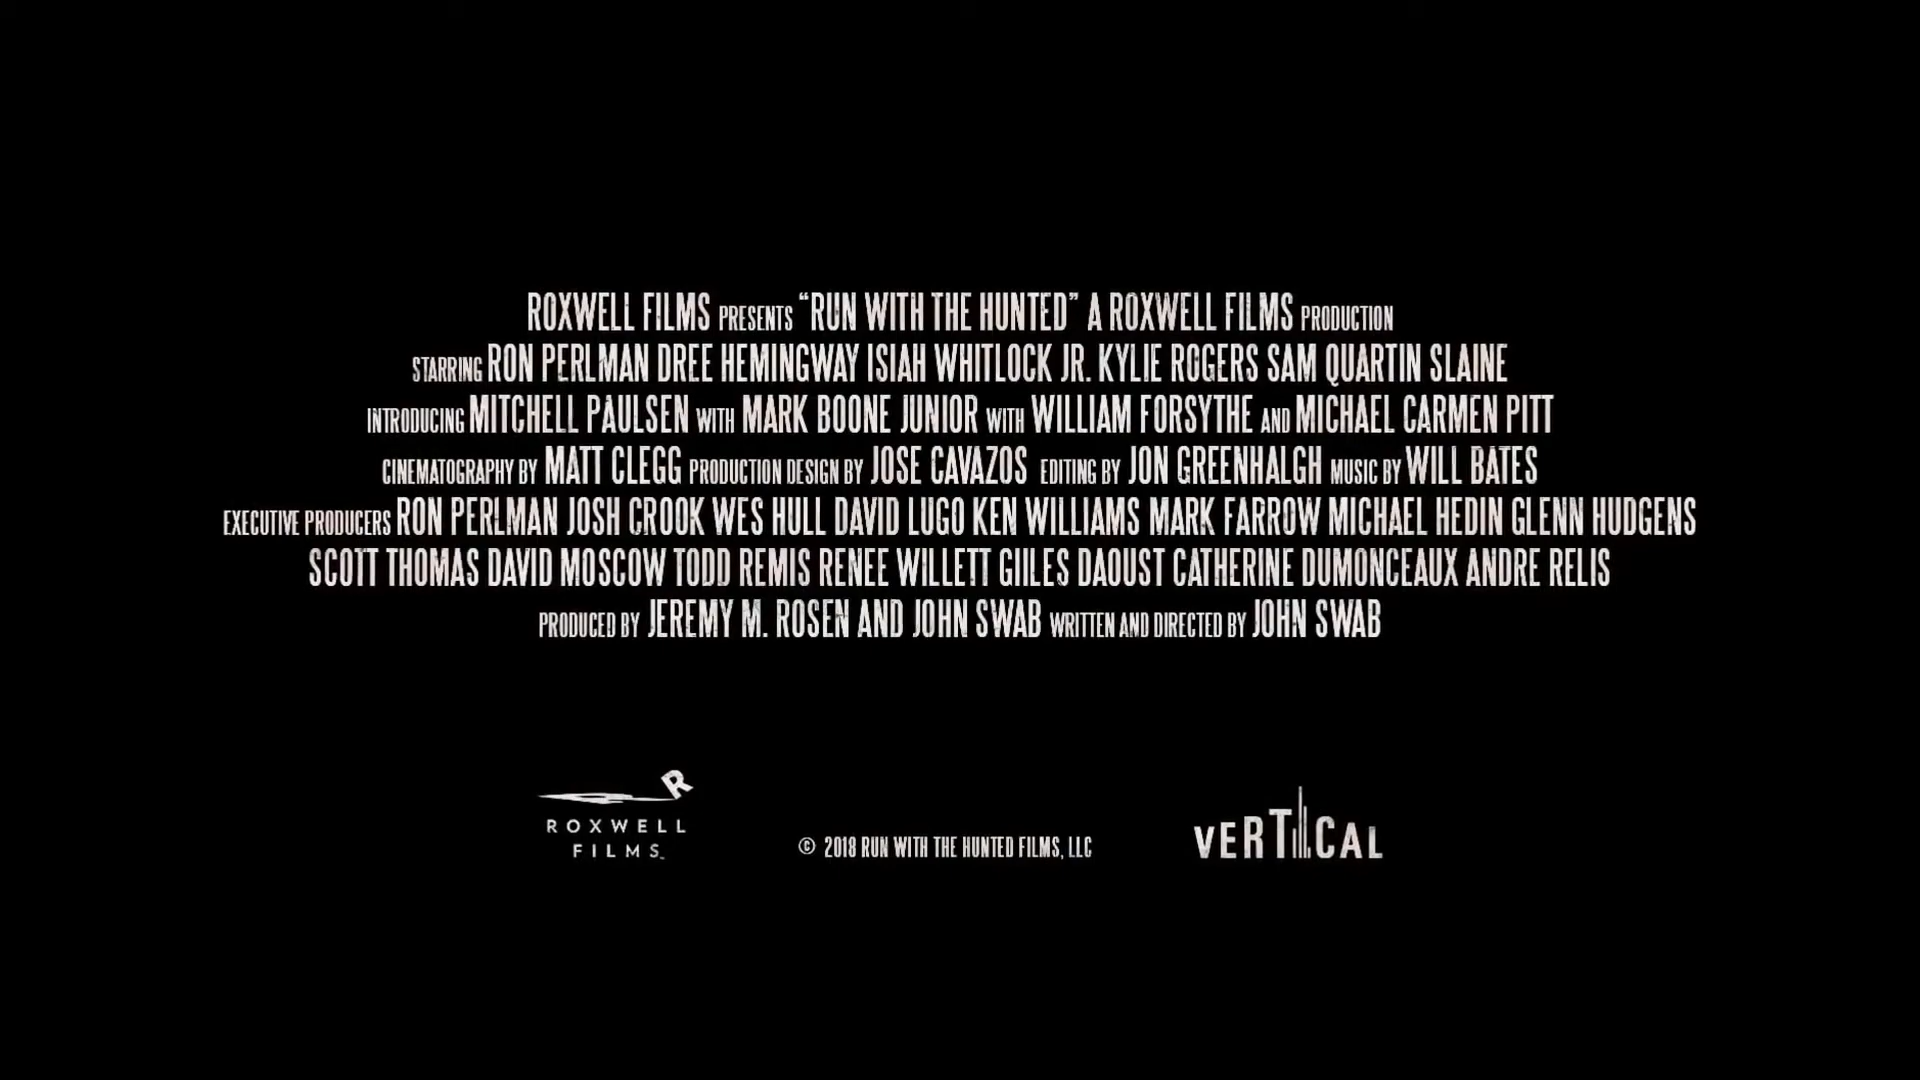 ROXWELL FILMS PRESENTS “RUN WITH THE HUNTED” A ROXWELL FILMS PRODUCTION
STARRING RON PERLMAN DREE HEMINGWAY ISIAH WHITLOCK JR. KYLIE ROGERS SAM QUARTIN SLAINE
INTRODUCING MITCHELL PAULSEN WITH MARK BOONE JUNIOR WITH WILLIAM FORSYTHE AND MICHAEL CARMEN PITT
CINEMATOGRAPHY BY MATT CLEGG PRODUCTION DESIGN BY JOSE CAVAZOS EDITING BY JON GREENHALGH MUSIC BY WILL BATES
EXECUTIVE PRODUCERS RON PERLMAN JOSH CROOK WES HULL DAVID LUGO KEN WILLIAMS MARK FARROW MICHAEL HEDIN GLENN HUDGENS
SCOTT THOMAS DAVID MOSCOW TODD REMIS RENEE WILLETT GIILES DAOUST CATHERINE DUMONCEAUX ANDRE RELIS
PRODUCED BY JEREMY M. ROSEN AND JOHN SWAB WRITTEN AND DIRECTED BY JOHN SWAB
R
ROXWELL
FILMS
© 2018 RUN WITH THE HUNTED FILMS, LLC
VERTICAL